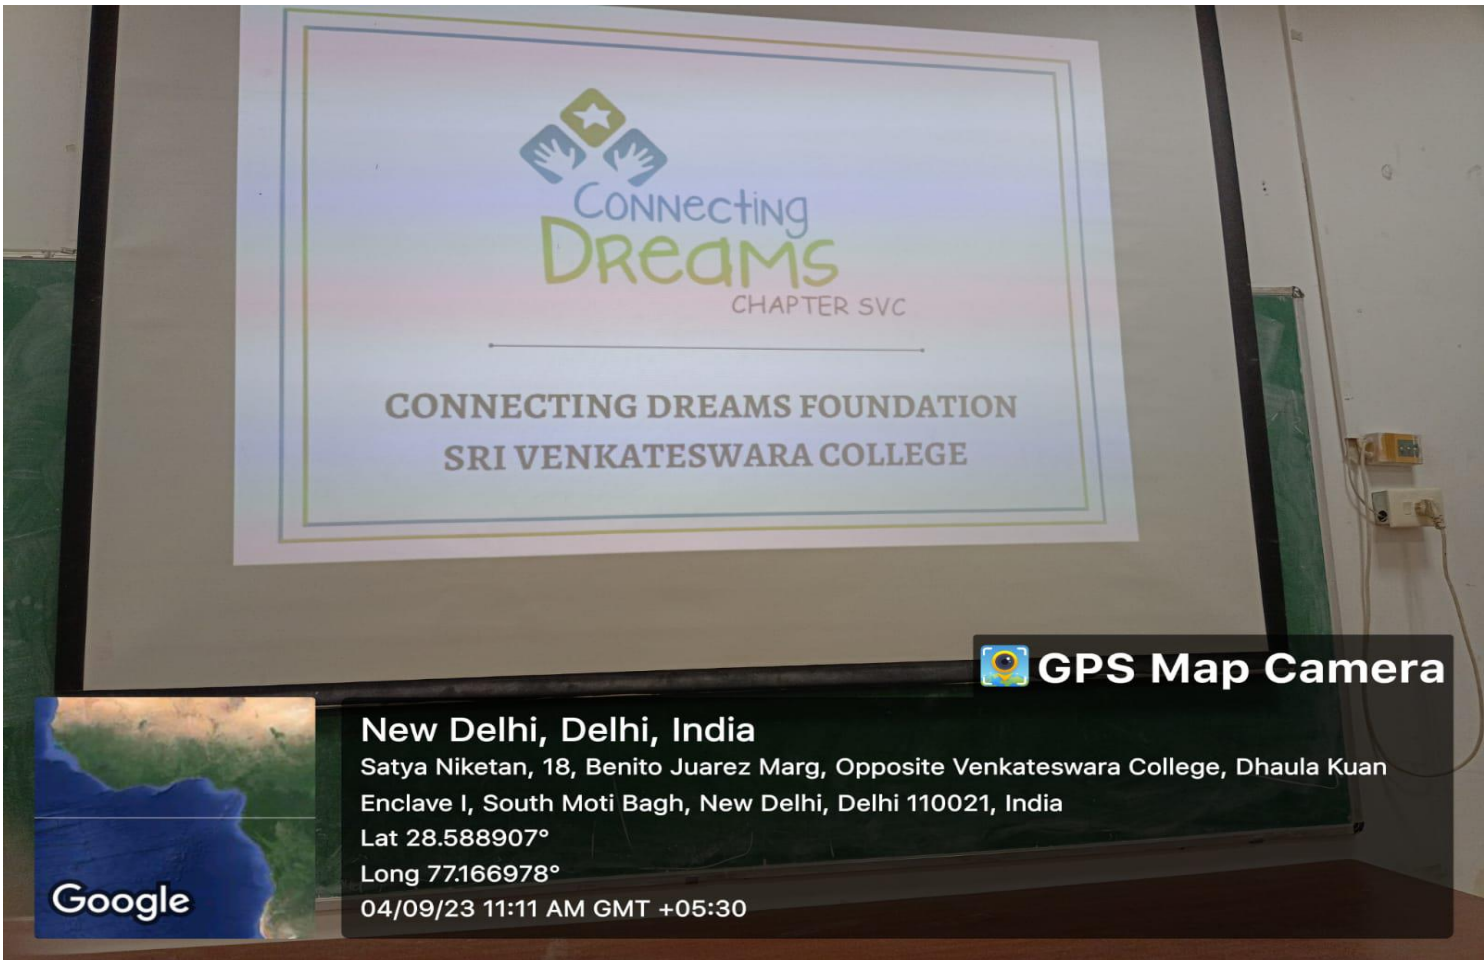 Connecting
Dreams
CHAPTER SVC
CONNECTING DREAMS FOUNDATION
SRI VENKATESWARA COLLEGE
GPS Map Camera
New Delhi, Delhi, India
Satya Niketan, 18, Benito Juarez Marg, Opposite Venkateswara College, Dhaula Kuan
Enclave I, South Moti Bagh, New Delhi, Delhi 110021, India
Lat 28.588907°
Long 77.166978°
04/09/23 11:11 AM GMT +05:30
Google